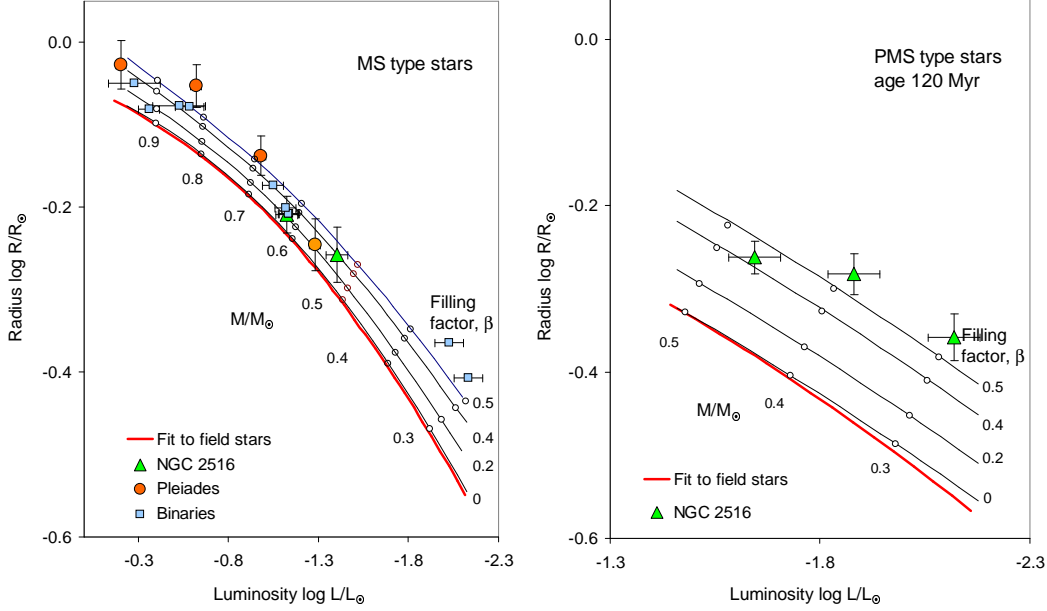 MS type stars
0.0
-0.2
-0.4
-0.6
Radius log R/R☉
0.9
0.8
0.7
0.6
0.5
0.4
0.3
M/M☉
Filling
factor, β
0.5
0.4
0.2
0
Fit to field stars
NGC 2516
Pleiades
Binaries
-0.3
-0.8
-1.3
-1.8
-2.3
Luminosity log L/L☉
PMS type stars
age 120 Myr
0.0
-0.2
-0.4
-0.6
Radius log R/R☉
0.5
0.4
0.3
M/M☉
Filling
factor, β
0.5
0.4
0.2
0
Fit to field stars
NGC 2516
-1.3
-1.8
-2.3
Luminosity log L/L☉